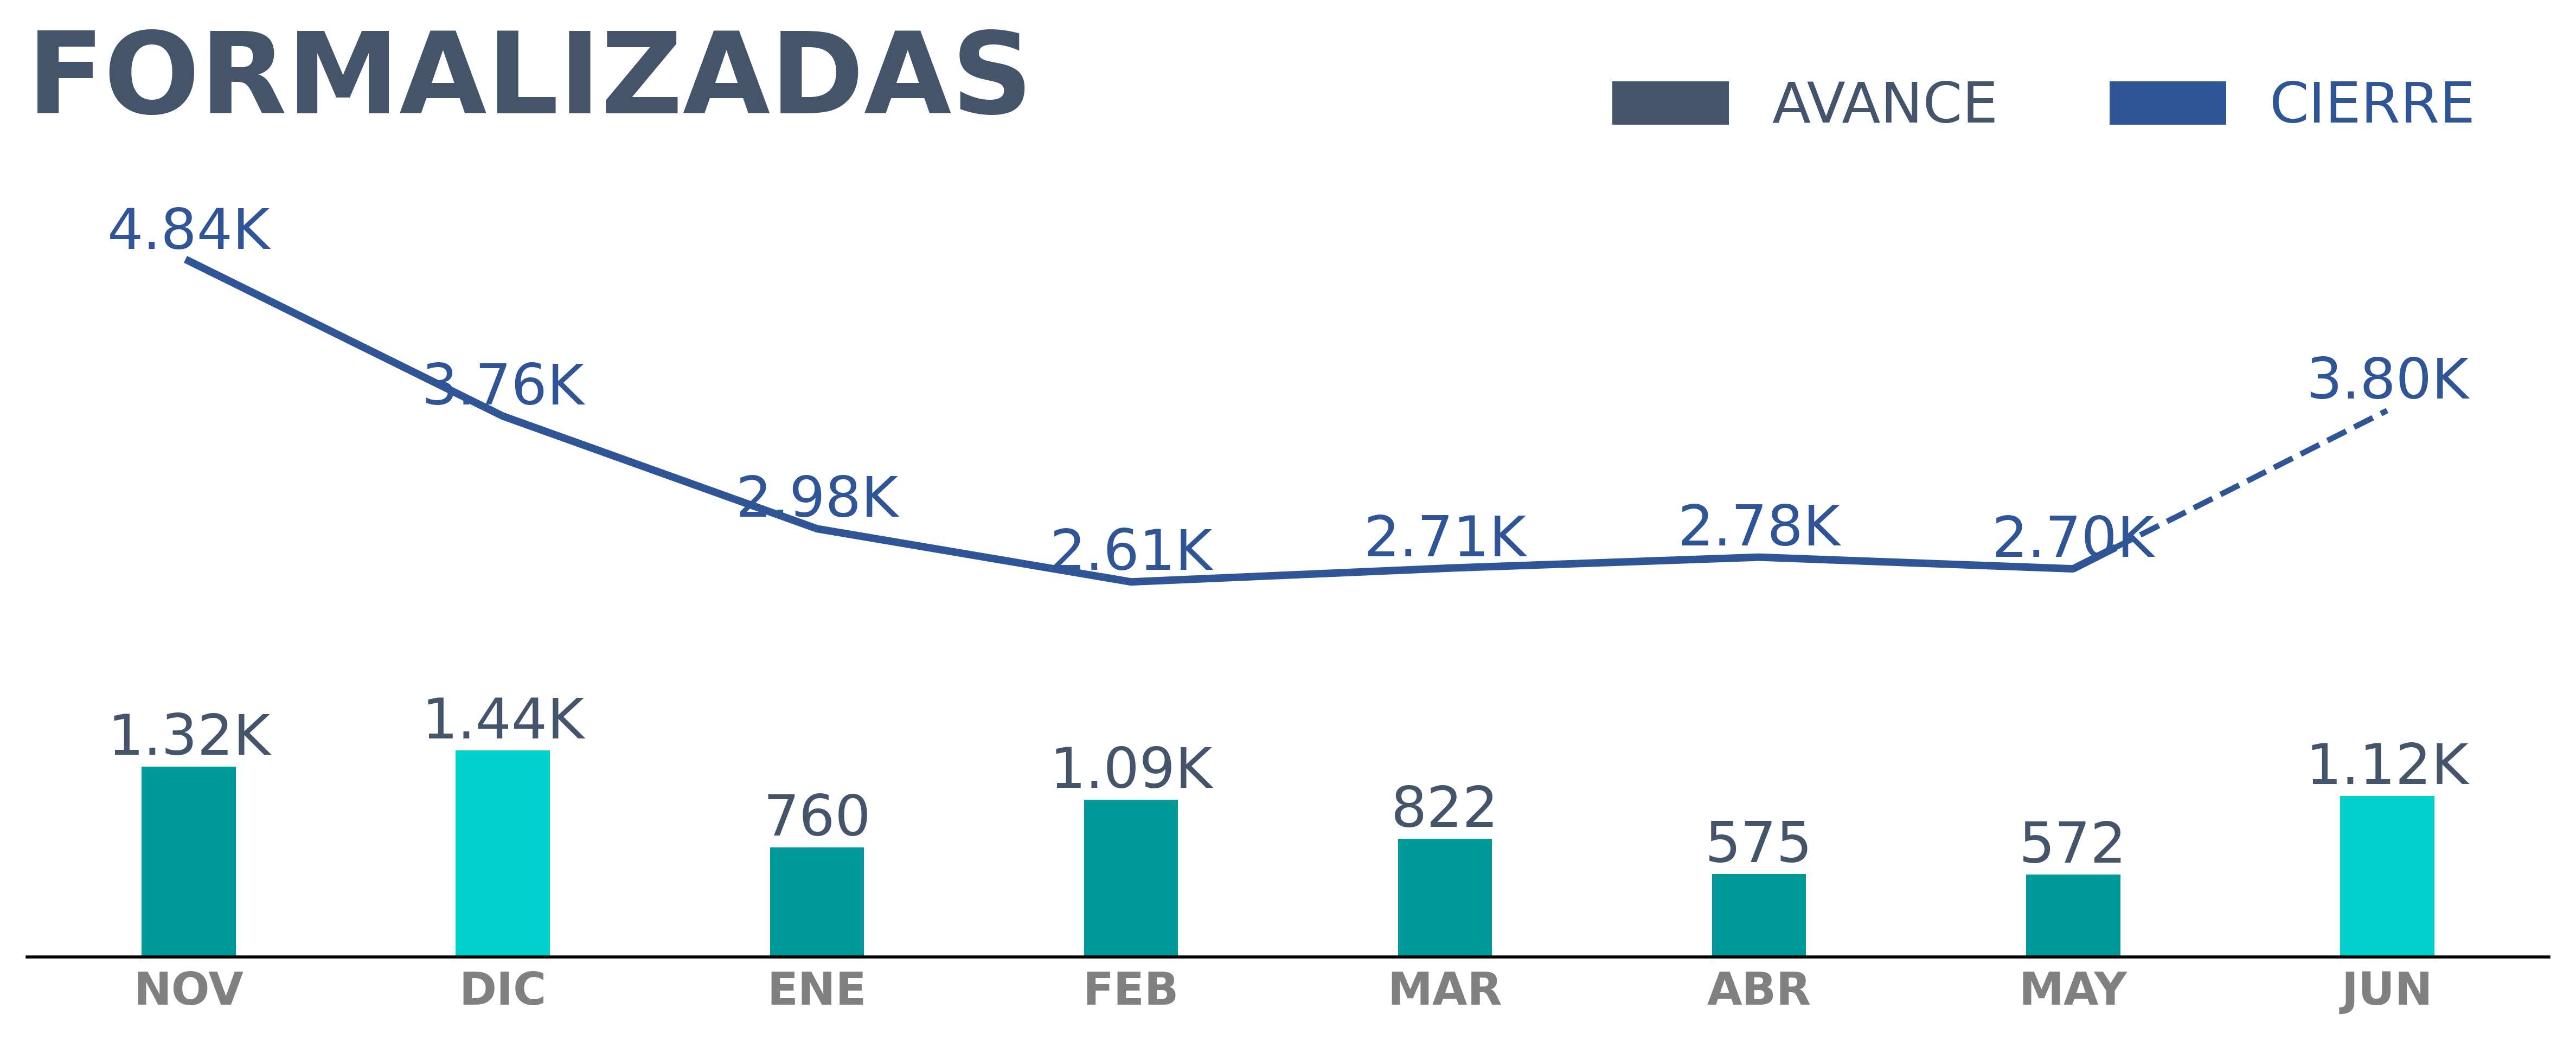 FORMALIZADAS
AVANCE CIERRE
4.84K
3.76K
2.98K
2.61K
2.71K
2.78K
2.70K
3.80K
1.32K
1.44K
760
1.09K
822
575
572
1.12K
NOV DIC ENE FEB MAR ABR MAY JUN